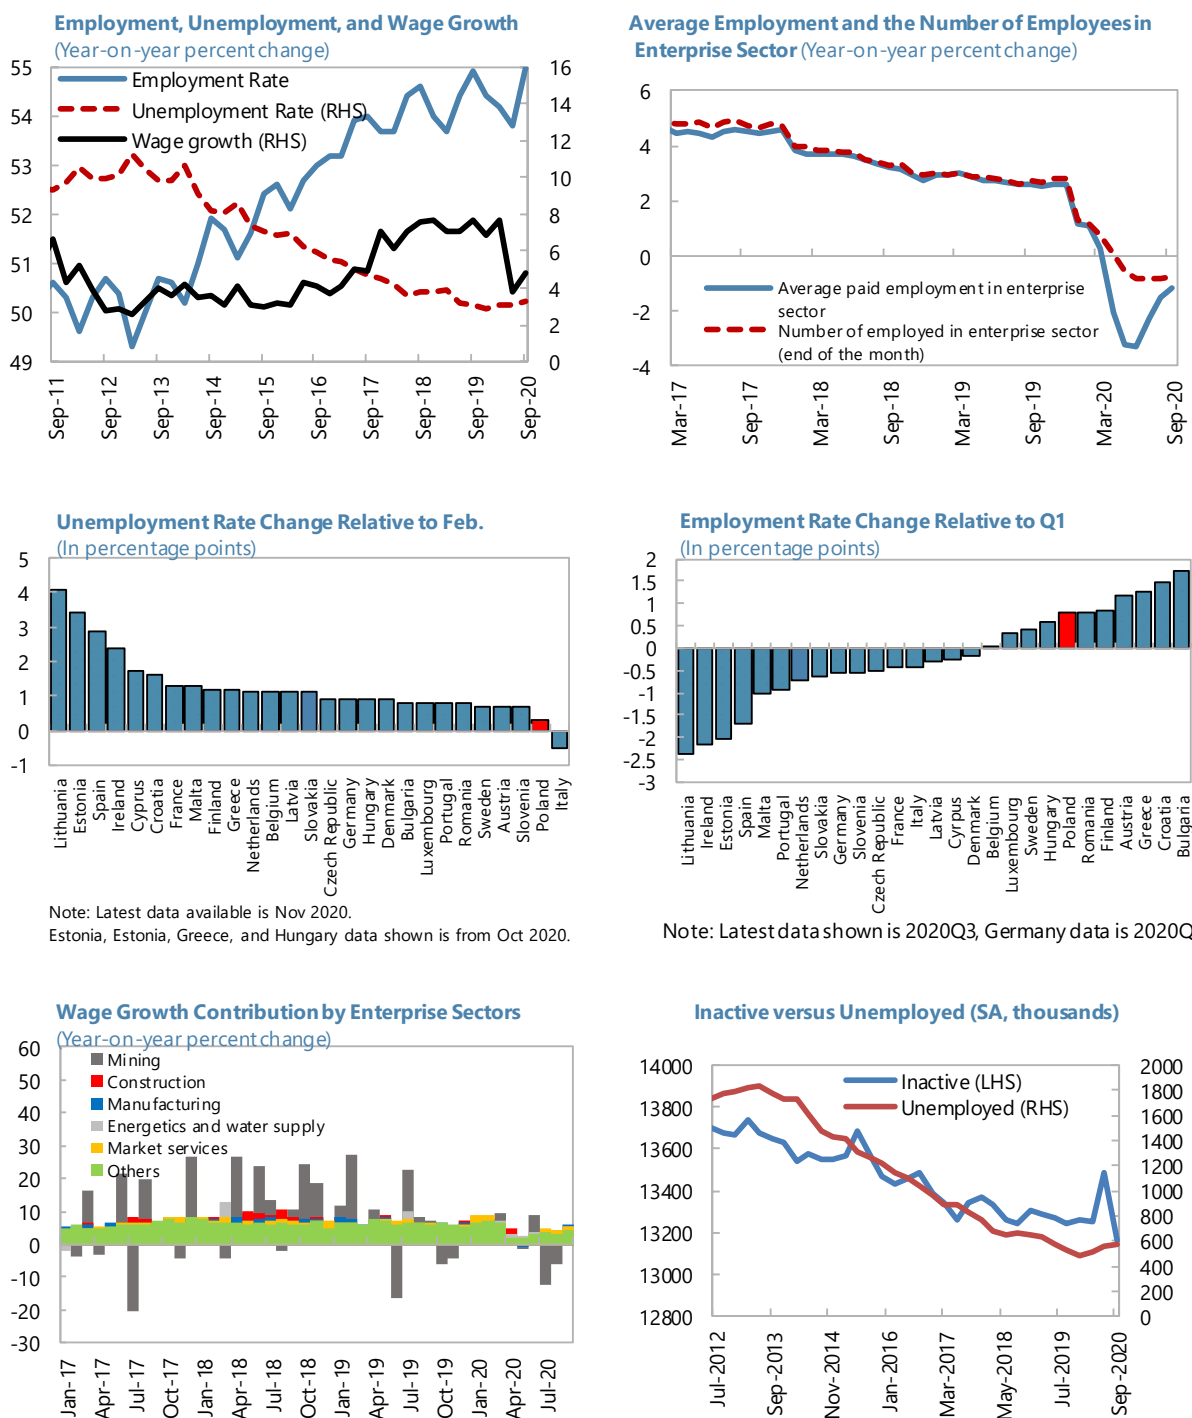 Employment, Unemployment, and Wage Growth
(Year-on-year percent change)
55
54
53
52
51
50
49
16
14
12
10
8
6
4
2
0
Employment Rate
Unemployment Rate (RHS)
Wage growth (RHS)
Sep-11
Sep-12
Sep-13
Sep-14
Sep-15
Sep-16
Sep-17
Sep-18
Sep-19
Sep-20
Average Employment and the Number of Employees in
Enterprise Sector (Year-on-year percent change)
6
4
2
0
-2
-4
Average paid employment in enterprise
sector
Number of employed in enterprise sector
(end of the month)
Mar-17
Sep-17
Mar-18
Sep-18
Mar-19
Sep-19
Mar-20
Sep-20
Unemployment Rate Change Relative to Feb.
(In percentage points)
5
4
3
2
1
0
-1
Lithuania
Estonia
Spain
Ireland
Cyprus
Croatia
France
Malta
Finland
Greece
Netherlands
Belgium
Latvia
Slovakia
Czech Republic
Germany
Hungary
Denmark
Bulgaria
Luxembourg
Portugal
Romania
Sweden
Austria
Slovenia
Poland
Italy
Note: Latest data available is Nov 2020.
Estonia, Estonia, Greece, and Hungary data shown is from Oct 2020.
Employment Rate Change Relative to Q1
(In percentage points)
2
1.5
1
0.5
0
-0.5
-1
-1.5
-2
-2.5
-3
Lithuania
Ireland
Estonia
Spain
Malta
Portugal
Netherlands
Slovakia
Germany
Slovenia
Czech Republic
France
Italy
Latvia
Cyrpus
Denmark
Belgium
Luxembourg
Sweden
Hungary
Poland
Romania
Finland
Austria
Greece
Croatia
Bulgaria
Note: Latest data shown is 2020Q3, Germany data is 2020Q
Wage Growth Contribution by Enterprise Sectors
(Year-on-year percent change)
60
50
40
30
20
10
0
-10
-20
-30
Mining
Construction
Manufacturing
Energetics and water supply
Market services
Others
Jan-17
Apr-17
Jul-17
Oct-17
Jan-18
Apr-18
Jul-18
Oct-18
Jan-19
Apr-19
Jul-19
Oct-19
Jan-20
Apr-20
Jul-20
Inactive versus Unemployed (SA, thousands)
14000
13800
13600
13400
13200
13000
12800
2000
1800
1600
1400
1200
1000
800
600
400
200
0
Inactive (LHS)
Unemployed (RHS)
Jul-2012
Sep-2013
Nov-2014
Jan-2016
Mar-2017
May-2018
Jul-2019
Sep-2020